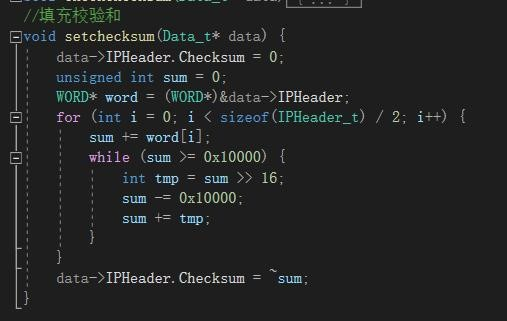 //填充校验和
void setchecksum(Data_t* data) {
data->IPHeader.Checksum = 0;
unsigned int sum = 0;
WORD* word = (WORD*)&data->IPHeader;
for (int i = 0; i < sizeof(IPHeader_t) / 2; i++) {
sum += word[i];
while (sum >= 0x10000) {
int tmp = sum >> 16;
sum -= 0x10000;
sum += tmp;
}
}
data->IPHeader.Checksum = ~sum;
}